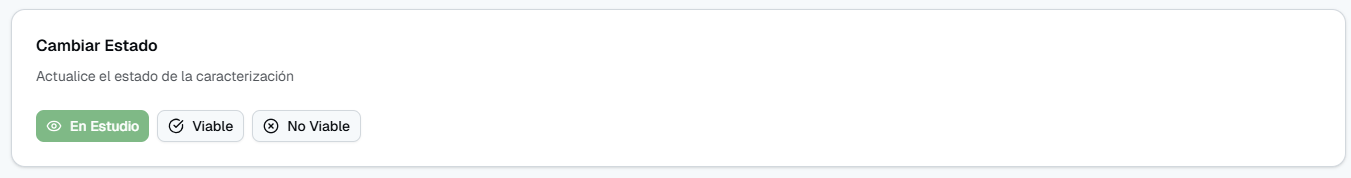 Cambiar Estado
Actualice el estado de la caracterización
En Estudio Viable No Viable